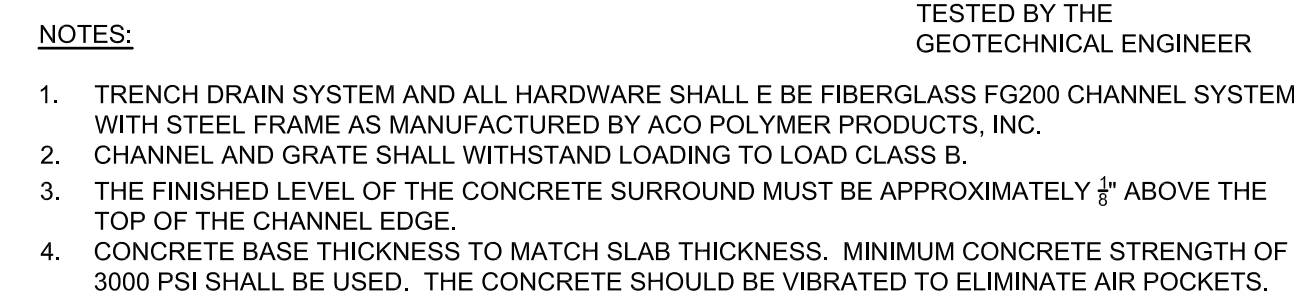 TESTED BY THE
GEOTECHNICAL ENGINEER
NOTES:
1. TRENCH DRAIN SYSTEM AND ALL HARDWARE SHALL E BE FIBERGLASS FG200 CHANNEL SYSTEM
WITH STEEL FRAME AS MANUFACTURED BY ACO POLYMER PRODUCTS, INC.
2. CHANNEL AND GRATE SHALL WITHSTAND LOADING TO LOAD CLASS B.
3. THE FINISHED LEVEL OF THE CONCRETE SURROUND MUST BE APPROXIMATELY 1/8" ABOVE THE
TOP OF THE CHANNEL EDGE.
4. CONCRETE BASE THICKNESS TO MATCH SLAB THICKNESS. MINIMUM CONCRETE STRENGTH OF
3000 PSI SHALL BE USED. THE CONCRETE SHOULD BE VIBRATED TO ELIMINATE AIR POCKETS.